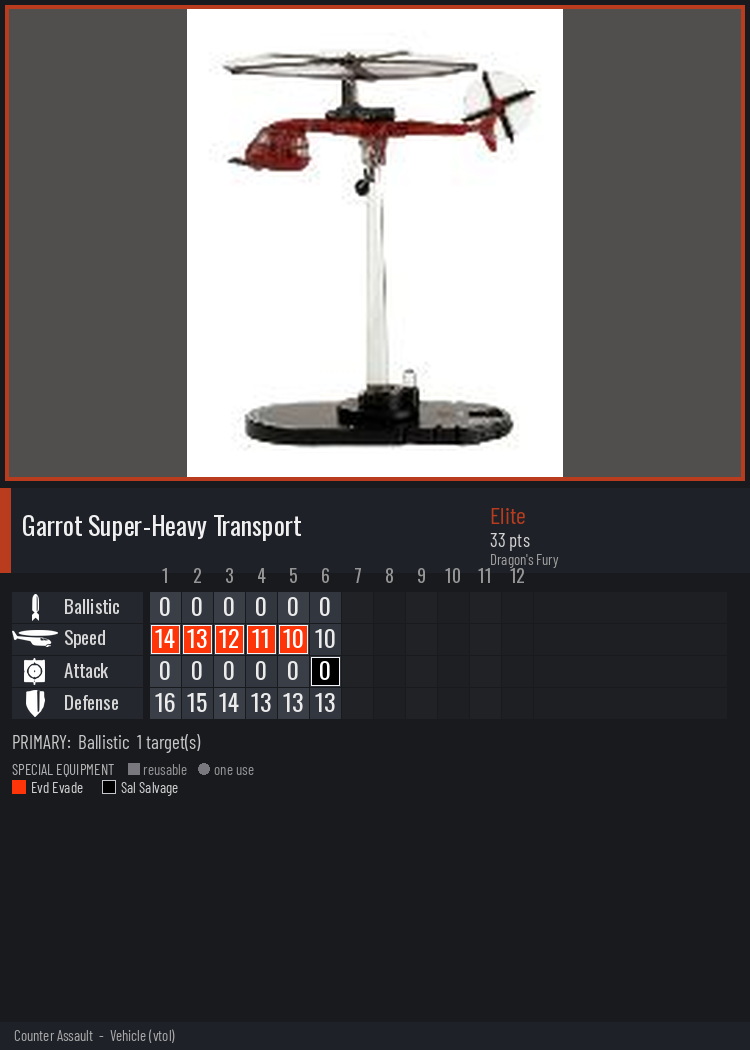 Garrot Super-Heavy Transport
Elite
33 pts
Dragon's Fury
1 2 3 4 5 6 7 8 9 10 11 12
Ballistic 0 0 0 0 0 0
Speed 14 13 12 11 10 10
Attack 0 0 0 0 0 0
Defense 16 15 14 13 13 13
PRIMARY: Ballistic 1 target(s)
SPECIAL EQUIPMENT reusable one use
Evd Evade Sal Salvage
Counter Assault - Vehicle (vtol)